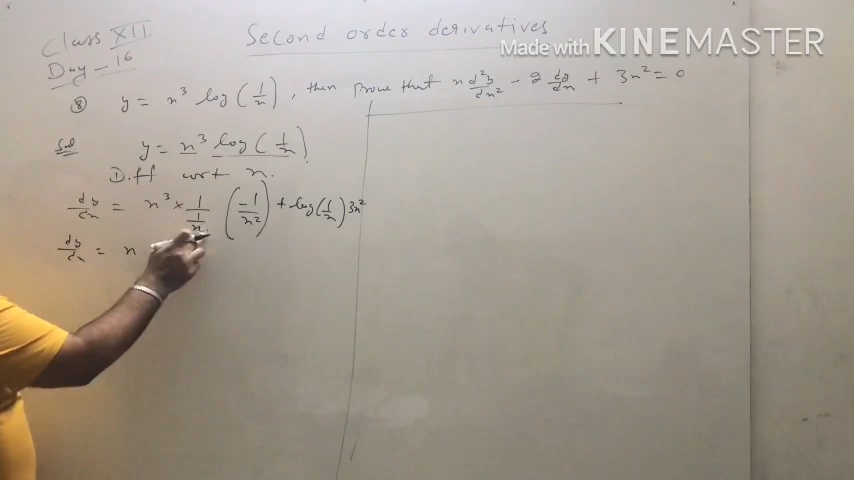 Class XII
Second order derivatives
Made with KINEMASTER
Day - 16
⑧ y = x³ log(1/x), then prove that x d²y/dx² - 2 dy/dx + 3x² = 0
Sol y = x³ log(1/x)
Diff wrt x.
dy/dx = x³ × 1/(1/x) (-1/x²) + log(1/x) 3x²
dy/dx = x